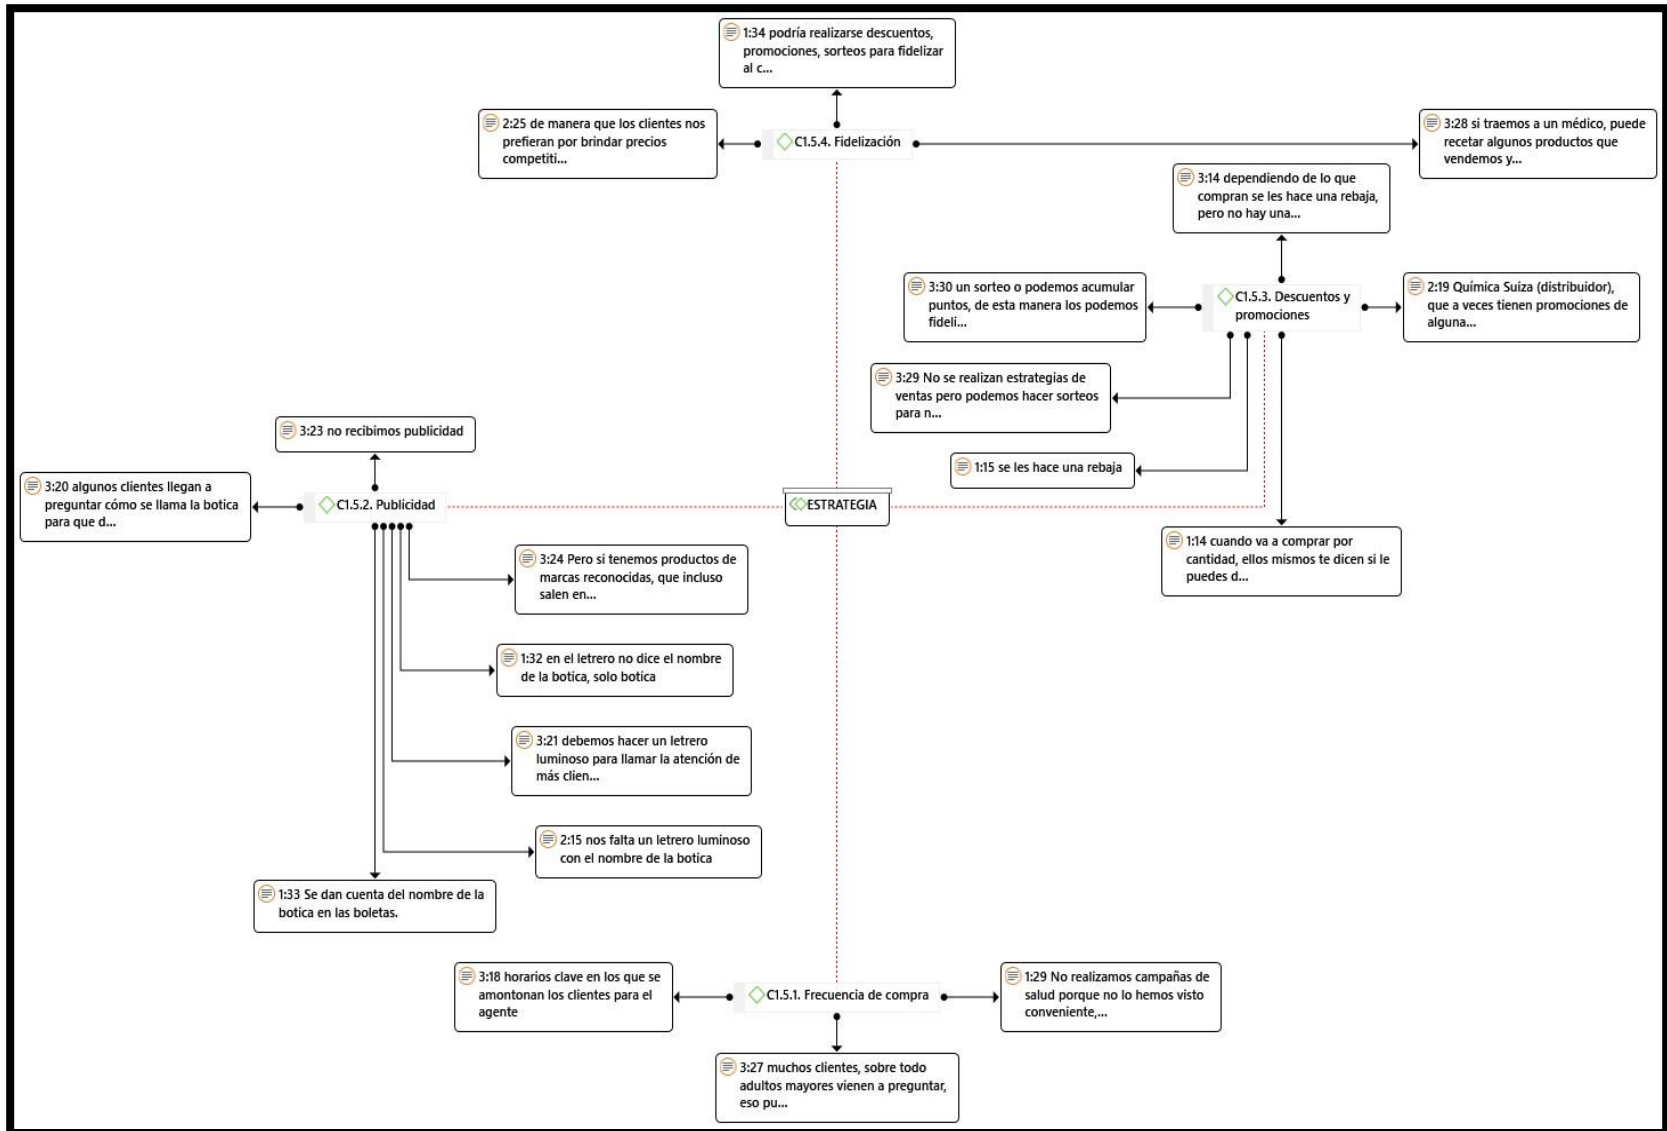 1:34 podría realizarse descuentos,
promociones, sorteos para fidelizar
al c...
2:25 de manera que los clientes nos
prefieran por brindar precios
competiti...
C1.5.4. Fidelización
3:28 si traemos a un médico, puede
recetar algunos productos que
vendemos y...
3:14 dependiendo de lo que
compran se les hace una rebaja,
pero no hay una...
3:30 un sorteo o podemos acumular
puntos, de esta manera los podemos
fideli...
C1.5.3. Descuentos y
promociones
2:19 Química Suíza (distribuidor),
que a veces tienen promociones de
alguna...
3:29 No se realizan estrategias de
ventas pero podemos hacer sorteos
para n...
1:15 se les hace una rebaja
3:23 no recibimos publicidad
3:20 algunos clientes llegan a
preguntar cómo se llama la botica
para que d...
C1.5.2. Publicidad
ESTRATEGIA
1:14 cuando va a comprar por
cantidad, ellos mismos te dicen si le
puedes d...
3:24 Pero si tenemos productos de
marcas reconocidas, que incluso
salen en...
1:32 en el letrero no dice el nombre
de la botica, solo botica
3:21 debemos hacer un letrero
luminoso para llamar la atención de
más clien...
2:15 nos falta un letrero luminoso
con el nombre de la botica
1:33 Se dan cuenta del nombre de la
botica en las boletas.
3:18 horarios clave en los que se
amontonan los clientes para el
agente
C1.5.1. Frecuencia de compra
1:29 No realizamos campañas de
salud porque no lo hemos visto
conveniente,...
3:27 muchos clientes, sobre todo
adultos mayores vienen a preguntar,
eso pu...